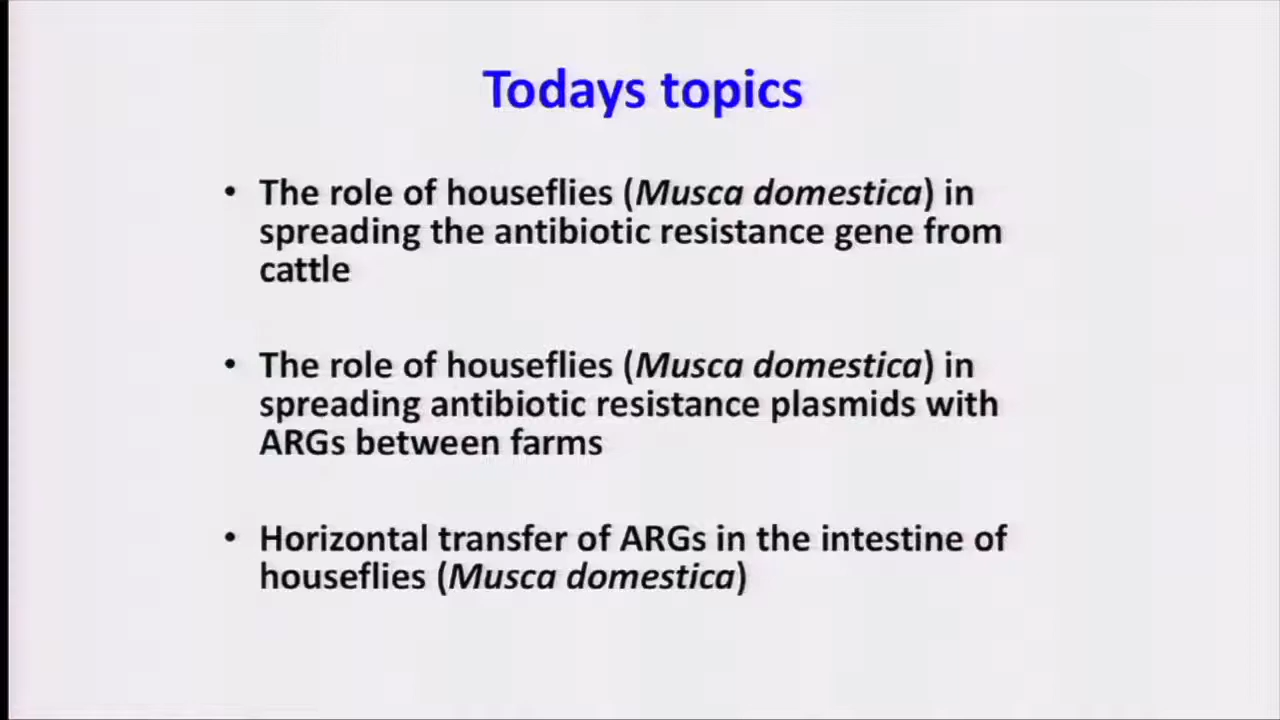 Todays topics
• The role of houseflies (Musca domestica) in
spreading the antibiotic resistance gene from
cattle
• The role of houseflies (Musca domestica) in
spreading antibiotic resistance plasmids with
ARGs between farms
• Horizontal transfer of ARGs in the intestine of
houseflies (Musca domestica)